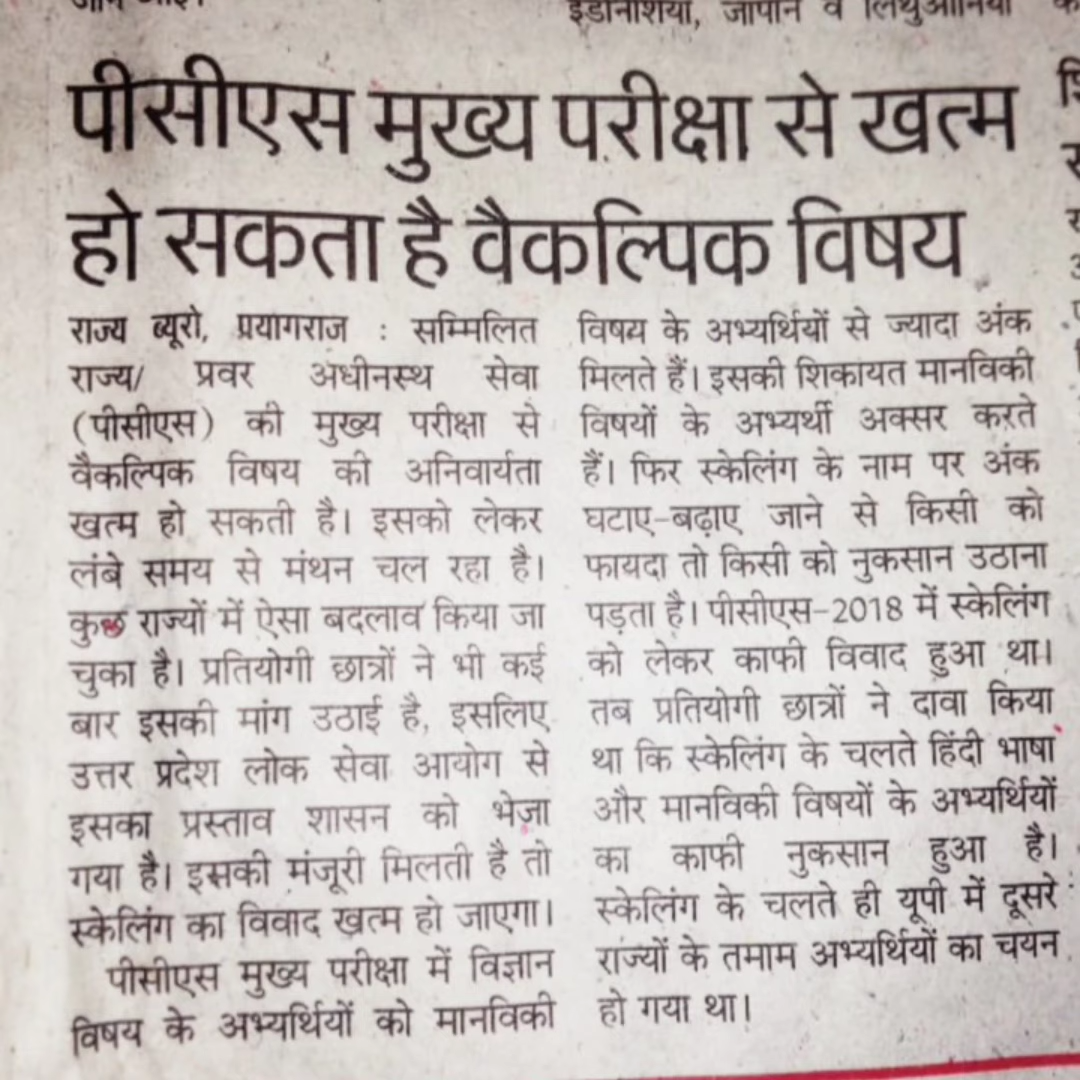 इंडोनेशिया, जापान व लिथुआनिया
पीसीएस मुख्य परीक्षा से खत्म
हो सकता है वैकल्पिक विषय
राज्य ब्यूरो, प्रयागराज : सम्मिलित
राज्य/ प्रवर अधीनस्थ सेवा
(पीसीएस) की मुख्य परीक्षा से
वैकल्पिक विषय की अनिवार्यता
खत्म हो सकती है। इसको लेकर
लंबे समय से मंथन चल रहा है।
कुछ राज्यों में ऐसा बदलाव किया जा
चुका है। प्रतियोगी छात्रों ने भी कई
बार इसकी मांग उठाई है, इसलिए
उत्तर प्रदेश लोक सेवा आयोग से
इसका प्रस्ताव शासन को भेजा
गया है। इसकी मंजूरी मिलती है तो
स्केलिंग का विवाद खत्म हो जाएगा।
पीसीएस मुख्य परीक्षा में विज्ञान
विषय के अभ्यर्थियों को मानविकी
विषय के अभ्यर्थियों से ज्यादा अंक
मिलते हैं। इसकी शिकायत मानविकी
विषयों के अभ्यर्थी अक्सर करते
हैं। फिर स्केलिंग के नाम पर अंक
घटाए-बढ़ाए जाने से किसी को
फायदा तो किसी को नुकसान उठाना
पड़ता है। पीसीएस-2018 में स्केलिंग
को लेकर काफी विवाद हुआ था।
तब प्रतियोगी छात्रों ने दावा किया
था कि स्केलिंग के चलते हिंदी भाषा
और मानविकी विषयों के अभ्यर्थियों
का काफी नुकसान हुआ है।
स्केलिंग के चलते ही यूपी में दूसरे
राज्यों के तमाम अभ्यर्थियों का चयन
हो गया था।